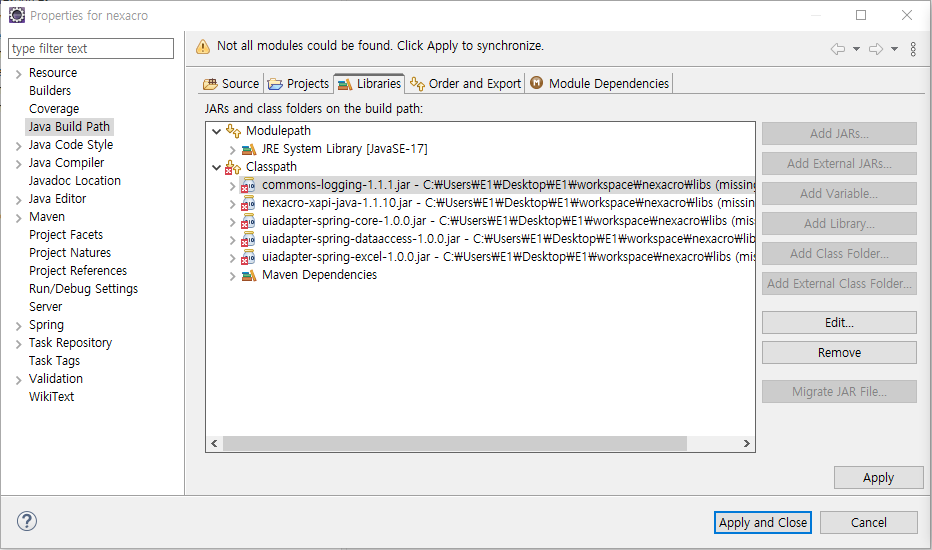 Properties for nexacro
type filter text
Not all modules could be found. Click Apply to synchronize.
Resource
Builders
Coverage
Java Build Path
Java Code Style
Java Compiler
Javadoc Location
Java Editor
Maven
Project Facets
Project Natures
Project References
Run/Debug Settings
Server
Spring
Task Repository
Task Tags
Validation
WikiText
Source
Projects
Libraries
Order and Export
Module Dependencies
JARs and class folders on the build path:
Modulepath
JRE System Library [JavaSE-17]
Classpath
commons-logging-1.1.1.jar - C:₩Users₩E1₩Desktop₩E1₩workspace₩nexacro₩libs (missing
nexacro-xapi-java-1.1.10.jar - C:₩Users₩E1₩Desktop₩E1₩workspace₩nexacro₩libs (missin
uiadapter-spring-core-1.0.0.jar - C:₩Users₩E1₩Desktop₩E1₩workspace₩nexacro₩libs (mis
uiadapter-spring-dataaccess-1.0.0.jar - C:₩Users₩E1₩Desktop₩E1₩workspace₩nexacro₩lib
uiadapter-spring-excel-1.0.0.jar - C:₩Users₩E1₩Desktop₩E1₩workspace₩nexacro₩libs (mi
Maven Dependencies
Add JARs...
Add External JARs...
Add Variable...
Add Library...
Add Class Folder...
Add External Class Folder...
Edit...
Remove
Migrate JAR File...
Apply
Apply and Close
Cancel